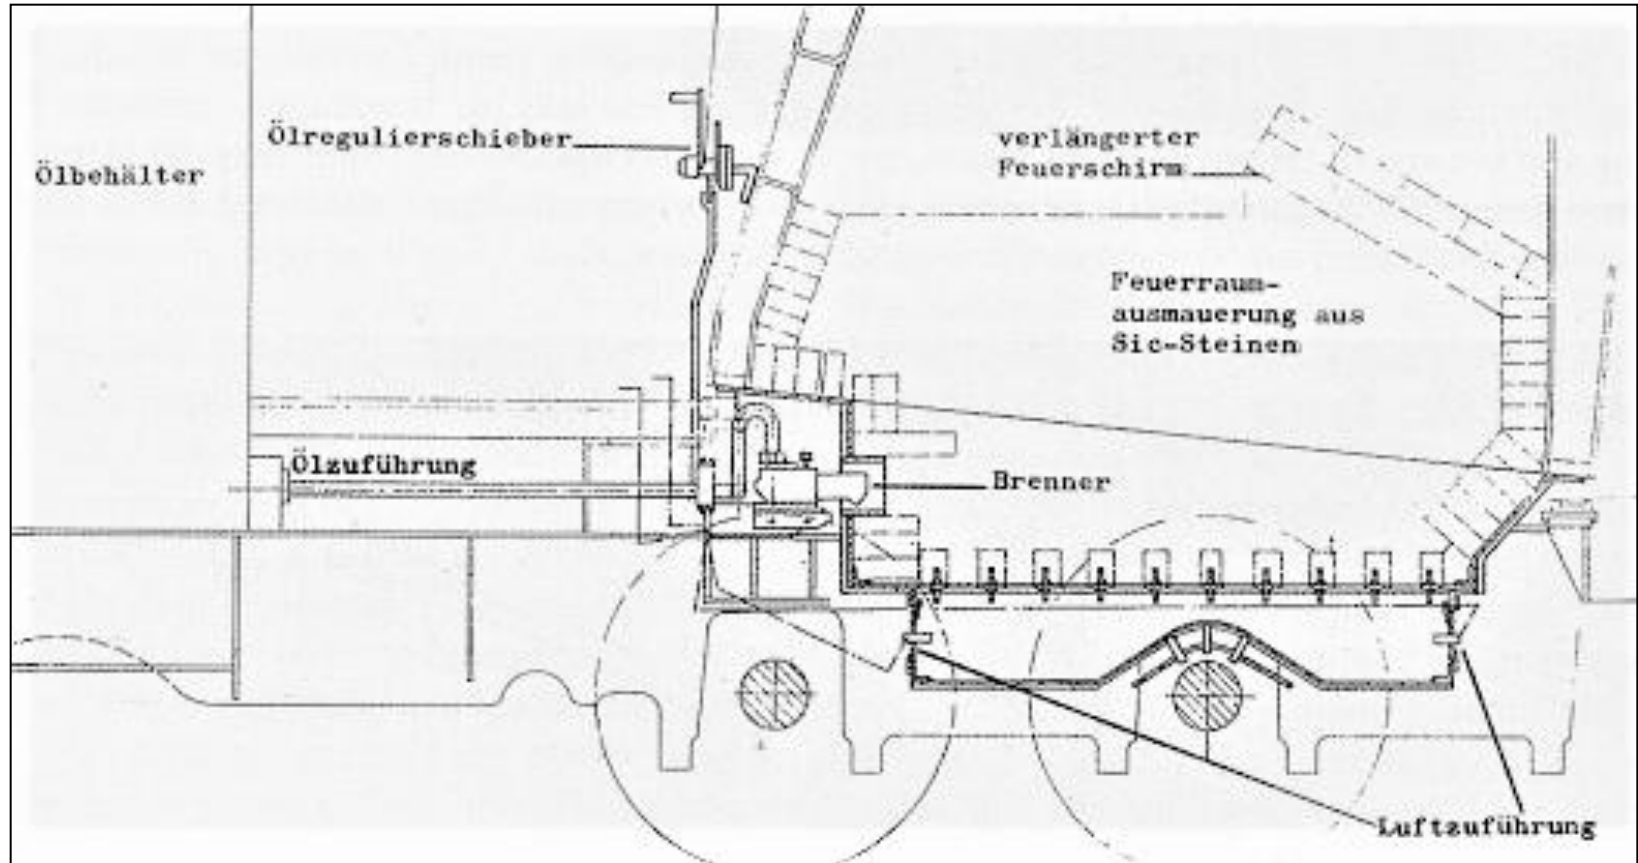 Ölregulierschieber
Ölbehälter
verlängerter
Feuerschirm
Feuerraum-
ausmauerung aus
Sic-Steinen
Ölzuführung
Brenner
Luftzuführung